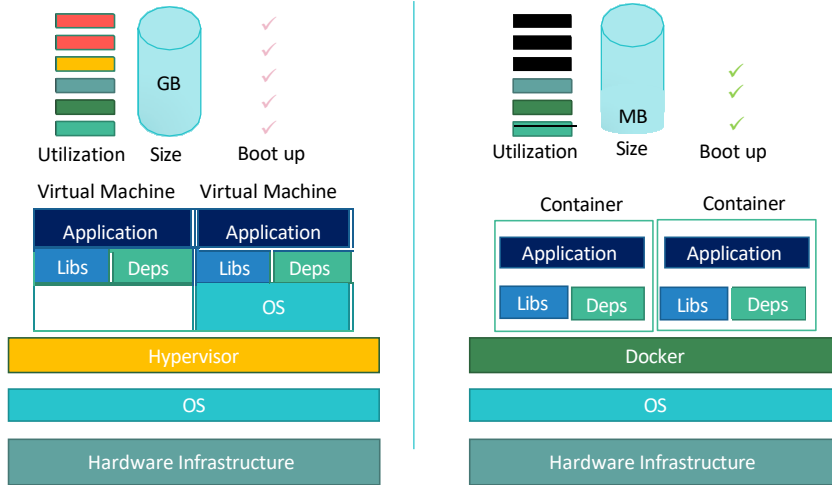 GB
Utilization Size Boot up
Virtual Machine Virtual Machine
Application Application
Libs Deps Libs Deps
OS
Hypervisor
OS
Hardware Infrastructure
MB
Utilization Size Boot up
Container Container
Application Application
Libs Deps Libs Deps
Docker
OS
Hardware Infrastructure